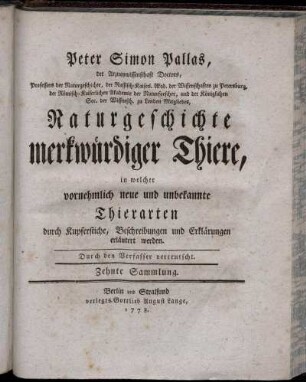 Peter Simon Pallas,
der Arzneywissenschaft Doctors,
Professors der Naturgeschichte, der Rußisch-Kayserl. Akad. der Wissenschaften zu Petersburg,
der Römisch-Kaiserlichen Akademie der Naturforscher, und der Königlichen
Soc. der Wissensch. zu London Mitgliedes,
Naturgeschichte
merkwürdiger Thiere,
in welcher
vornehmlich neue und unbekannte
Thierarten
durch Kupferstiche, Beschreibungen und Erklärungen
erläutert werden.
Durch den Verfasser verteutscht.
Zehnte Sammlung.
Berlin und Stralsund
verlegts Gottlieb August Lange,
1778.